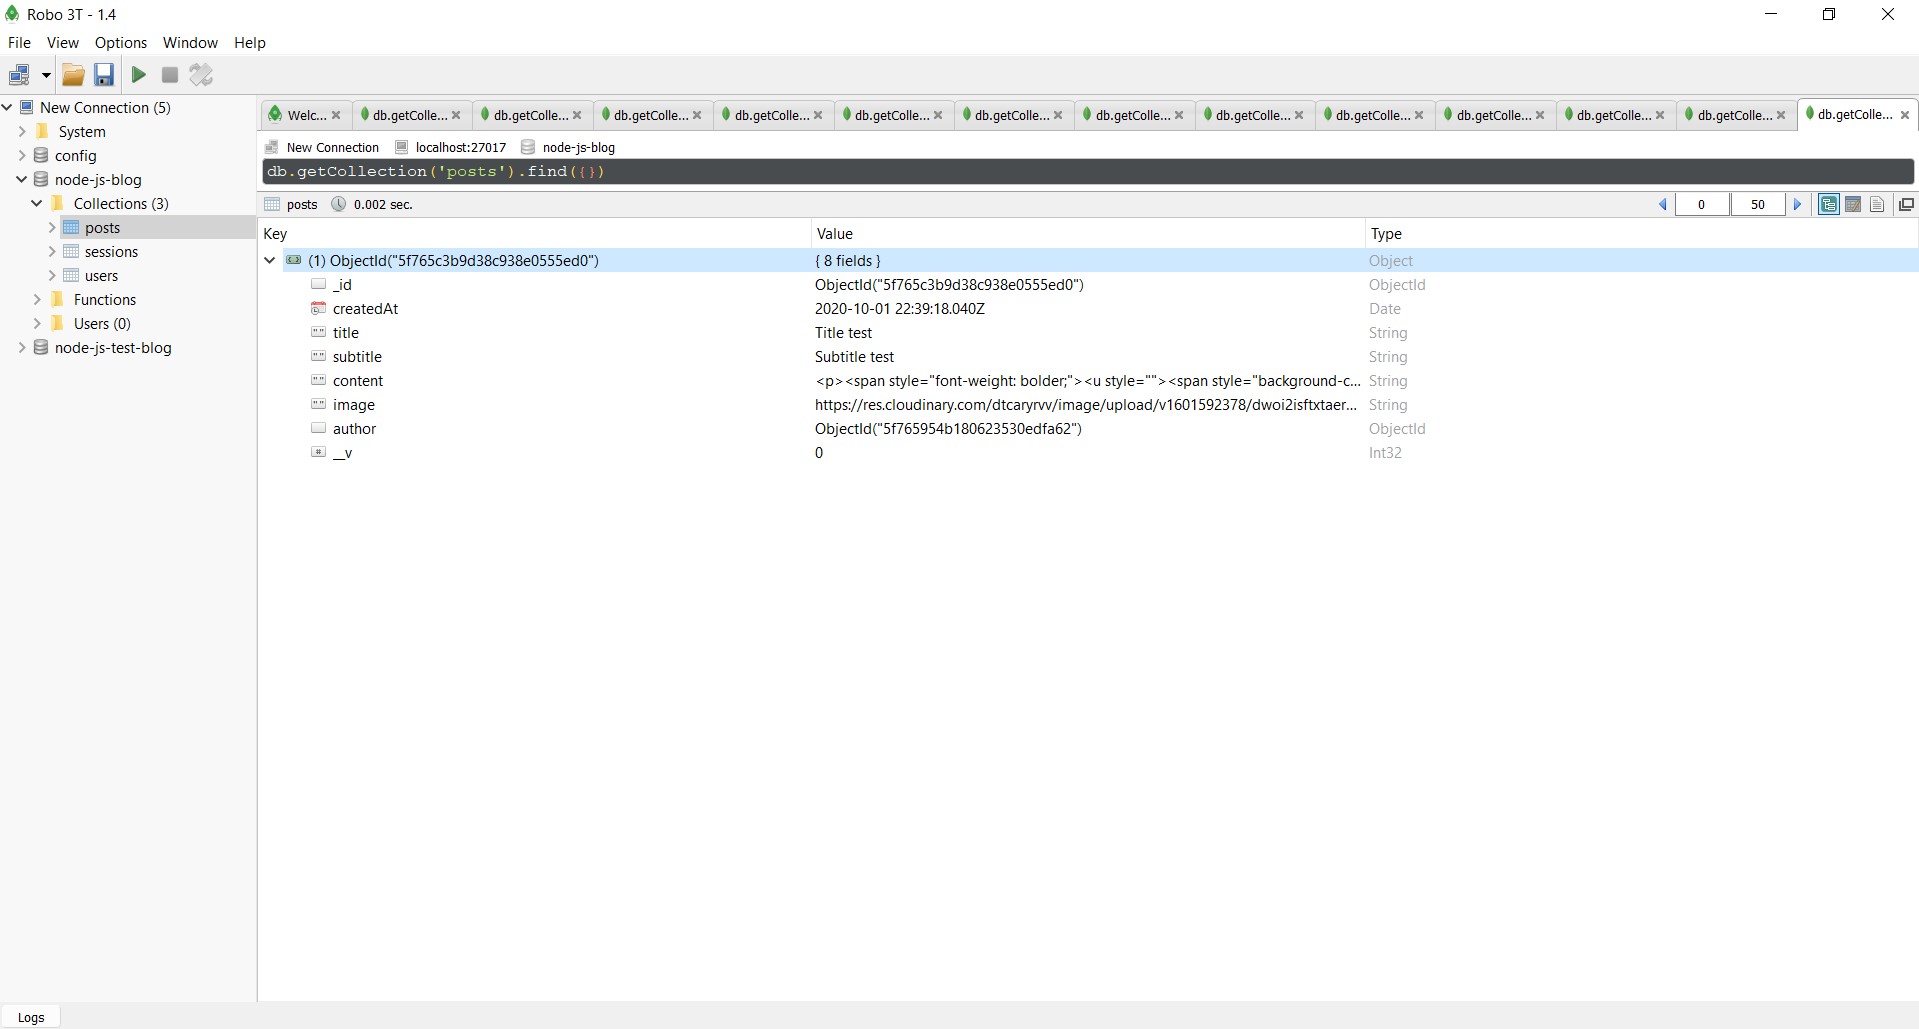 Robo 3T - 1.4
File View Options Window Help
New Connection (5)
System
config
node-js-blog
Collections (3)
posts
sessions
users
Functions
Users (0)
node-js-test-blog
Welc... db.getColle... db.getColle... db.getColle... db.getColle... db.getColle... db.getColle... db.getColle... db.getColle... db.getColle... db.getColle... db.getColle... db.getColle... db.getColle...
New Connection localhost:27017 node-js-blog
db.getCollection('posts').find({})
posts 0.002 sec. 0 50
Key Value Type
(1) ObjectId("5f765c3b9d38c938e0555ed0") { 8 fields } Object
_id ObjectId("5f765c3b9d38c938e0555ed0") ObjectId
createdAt 2020-10-01 22:39:18.040Z Date
title Title test String
subtitle Subtitle test String
content <p><span style="font-weight: bolder;"><u style=""><span style="background-c... String
image https://res.cloudinary.com/dtcaryrvv/image/upload/v1601592378/dwoi2isftxtaer... String
author ObjectId("5f765954b180623530edfa62") ObjectId
__v 0 Int32
Logs